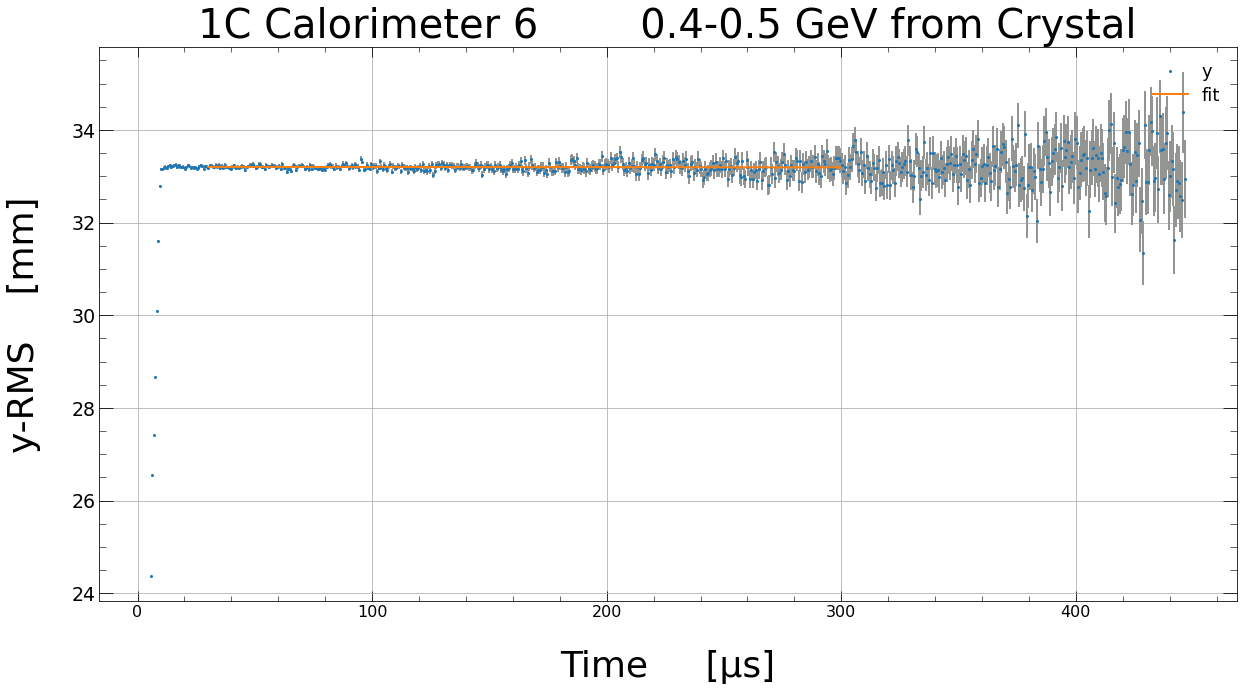 1C Calorimeter 6 0.4-0.5 GeV from Crystal
y
fit
y-RMS [mm]
34
32
30
28
26
24
0 100 200 300 400
Time [μs]